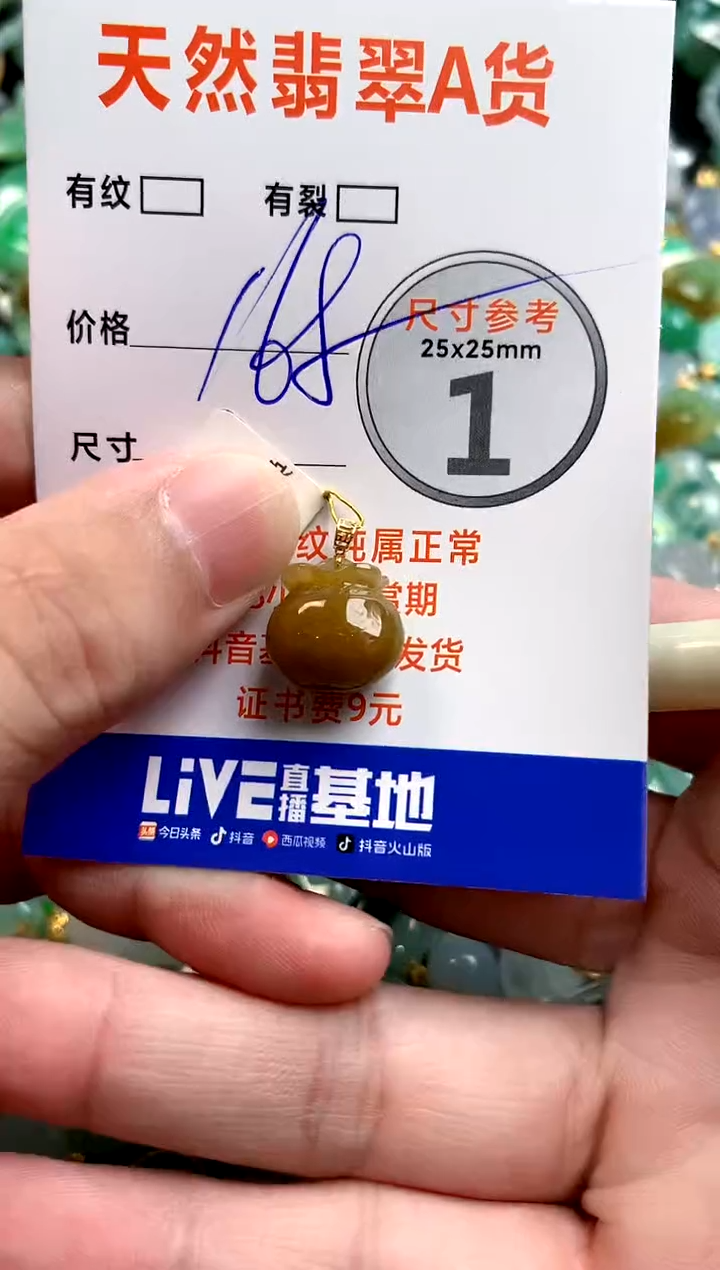 天然翡翠A货
有纹 有裂
价格 168
尺寸参考
25x25mm
1
尺寸
纹纯属正常
常期
抖音 发货
证书费9元
LiVE直播基地
今日头条 抖音 西瓜视频 抖音火山版